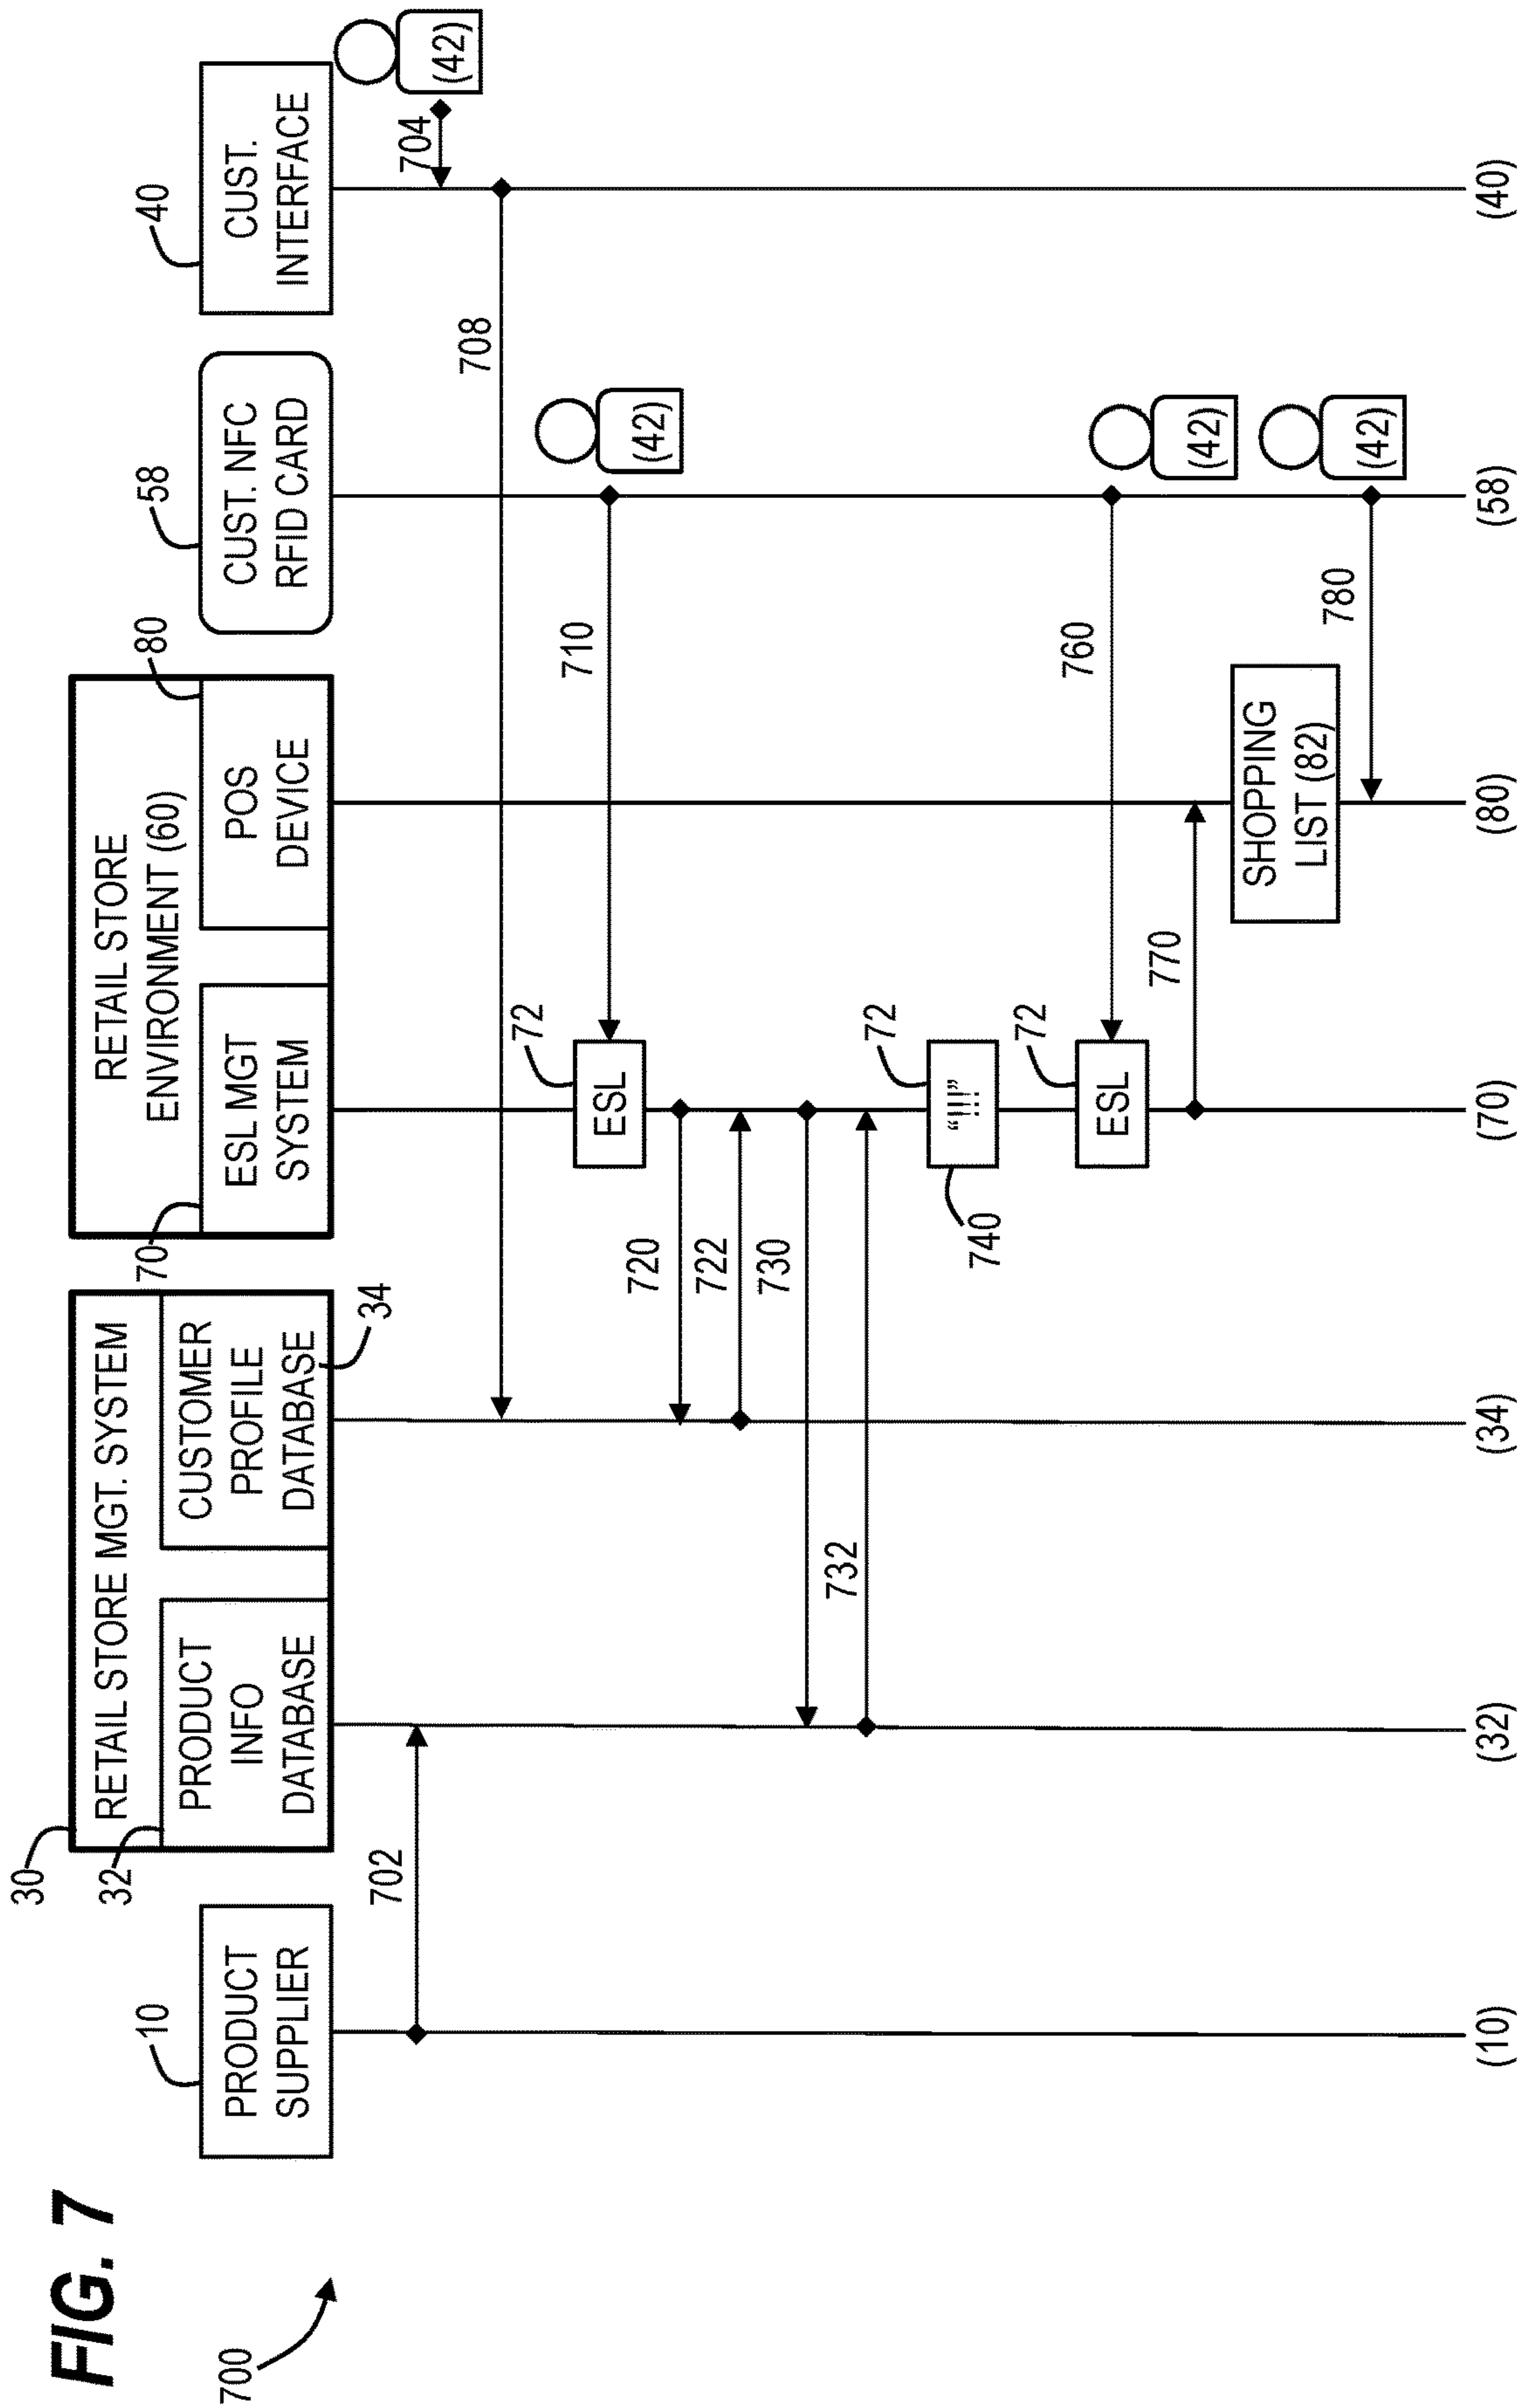 FIG. 7
700
10
PRODUCT
SUPPLIER
30
RETAIL STORE MGT. SYSTEM
32
PRODUCT
INFO
DATABASE
CUSTOMER
PROFILE
DATABASE
34
RETAIL STORE
ENVIRONMENT (60)
70
ESL MGT
SYSTEM
80
POS
DEVICE
58
CUST. NFC
RFID CARD
40
CUST.
INTERFACE
(42)
704
702
708
72
ESL
710
(42)
720
722
730
732
72
"!!!"
740
72
ESL
760
(42)
770
SHOPPING
LIST (82)
780
(42)
(10)
(32)
(34)
(70)
(80)
(58)
(40)